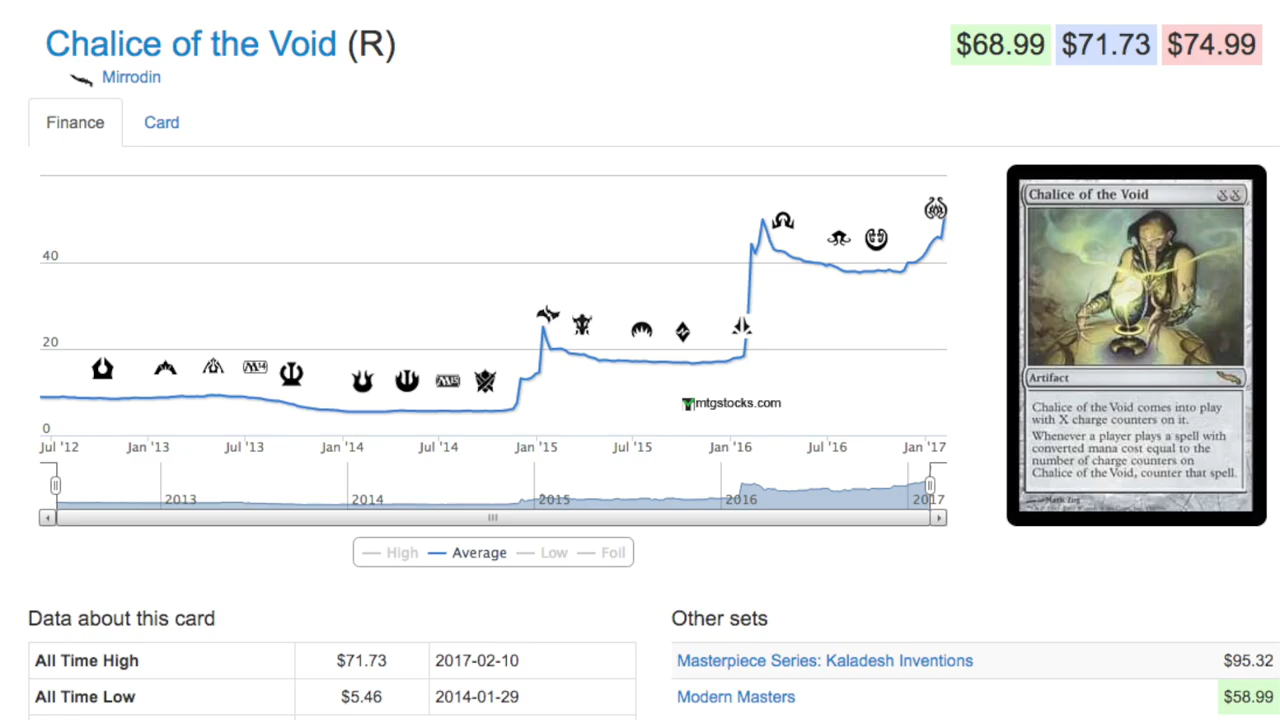 Chalice of the Void (R)
$68.99 $71.73 $74.99
Mirrodin
Finance Card
40
20
0
M14
M15
mtgstocks.com
Jul '12 Jan '13 Jul '13 Jan '14 Jul '14 Jan '15 Jul '15 Jan '16 Jul '16 Jan '17
2013 2014 2015 2016 2017
High Average Low Foil
Chalice of the Void XX
Artifact
Chalice of the Void comes into play
with X charge counters on it.
Whenever a player plays a spell with
converted mana cost equal to the
number of charge counters on
Chalice of the Void, counter that spell.
Data about this card
All Time High $71.73 2017-02-10
All Time Low $5.46 2014-01-29
Other sets
Masterpiece Series: Kaladesh Inventions $95.32
Modern Masters $58.99